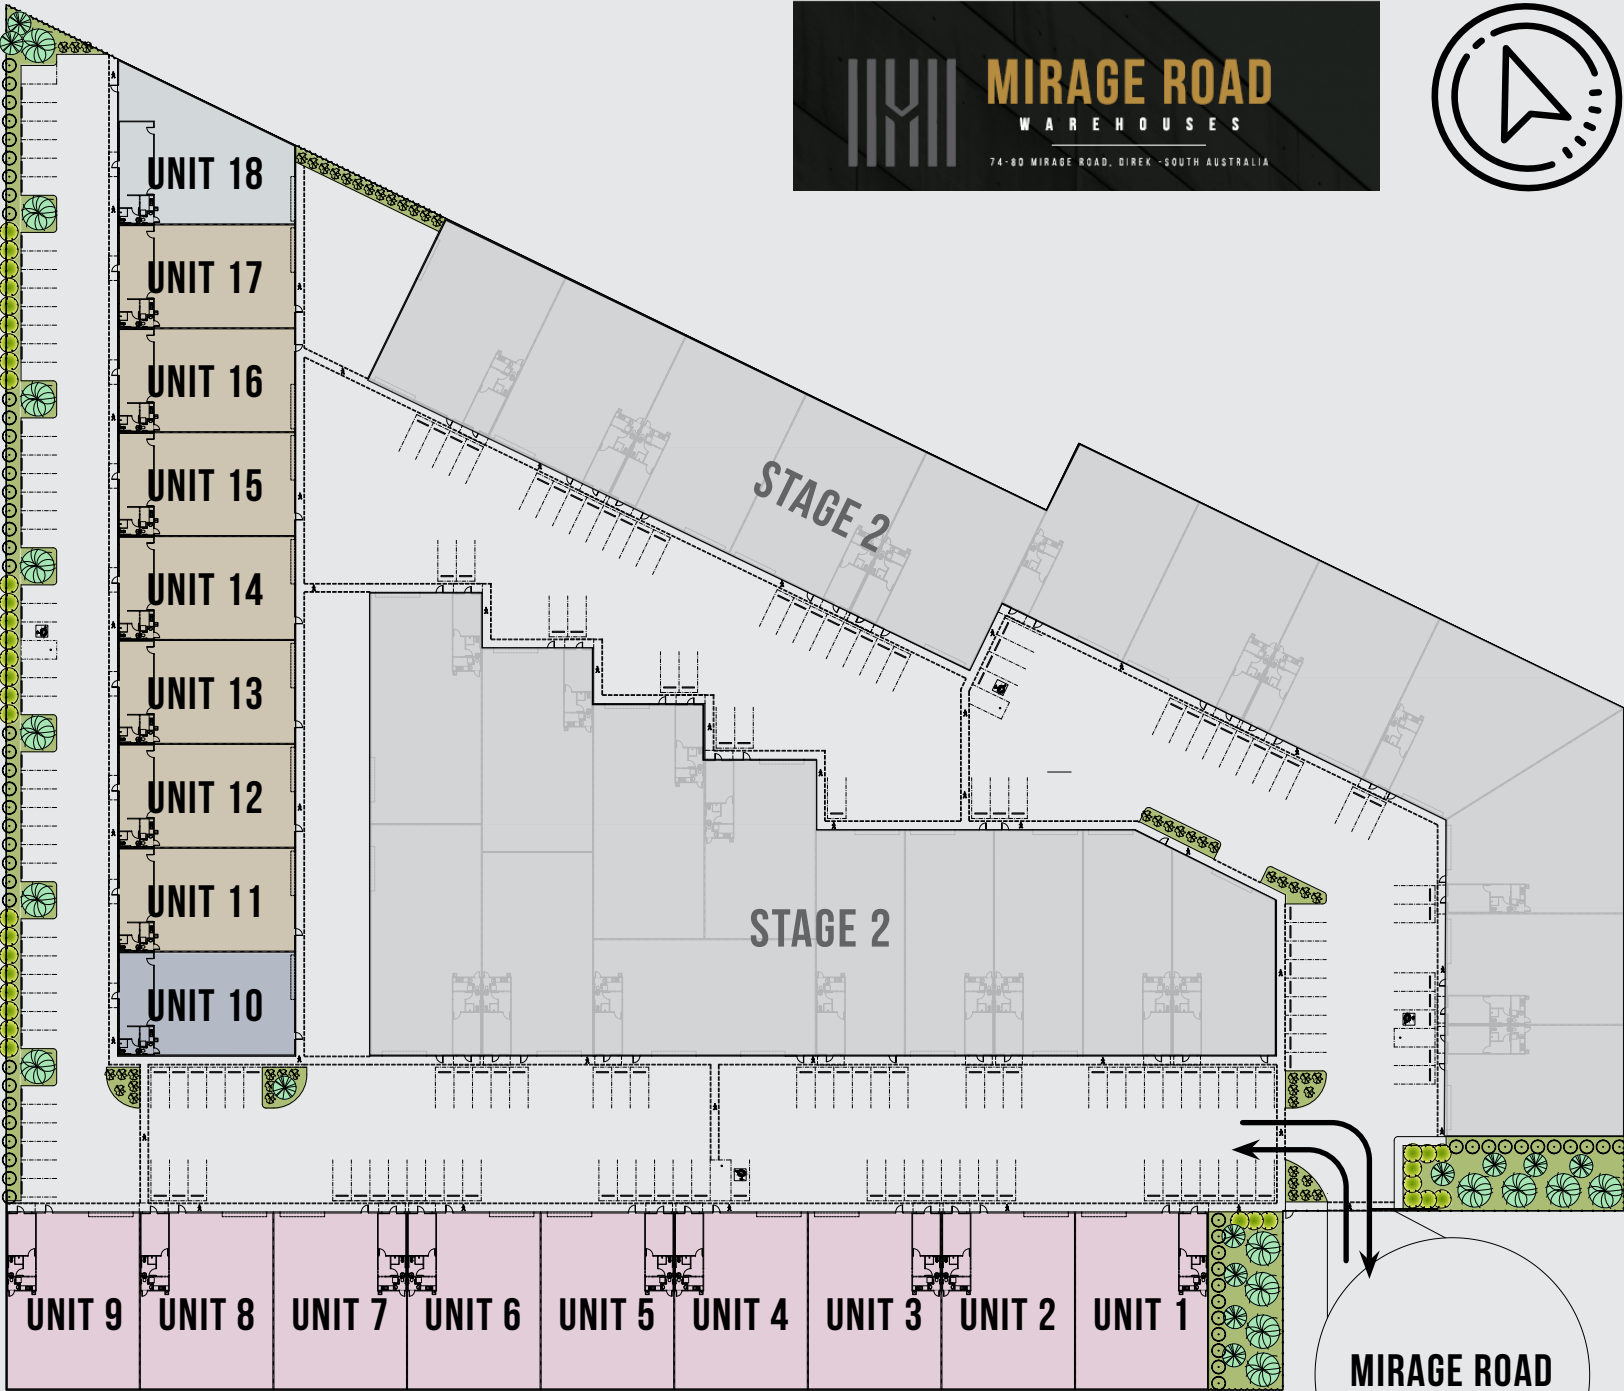 MIRAGE ROAD
WAREHOUSES
74-80 MIRAGE ROAD, DIREK -SOUTH AUSTRALIA
UNIT 18
UNIT 17
UNIT 16
UNIT 15
UNIT 14
UNIT 13
UNIT 12
UNIT 11
UNIT 10
STAGE 2
STAGE 2
UNIT 9
UNIT 8
UNIT 7
UNIT 6
UNIT 5
UNIT 4
UNIT 3
UNIT 2
UNIT 1
MIRAGE ROAD